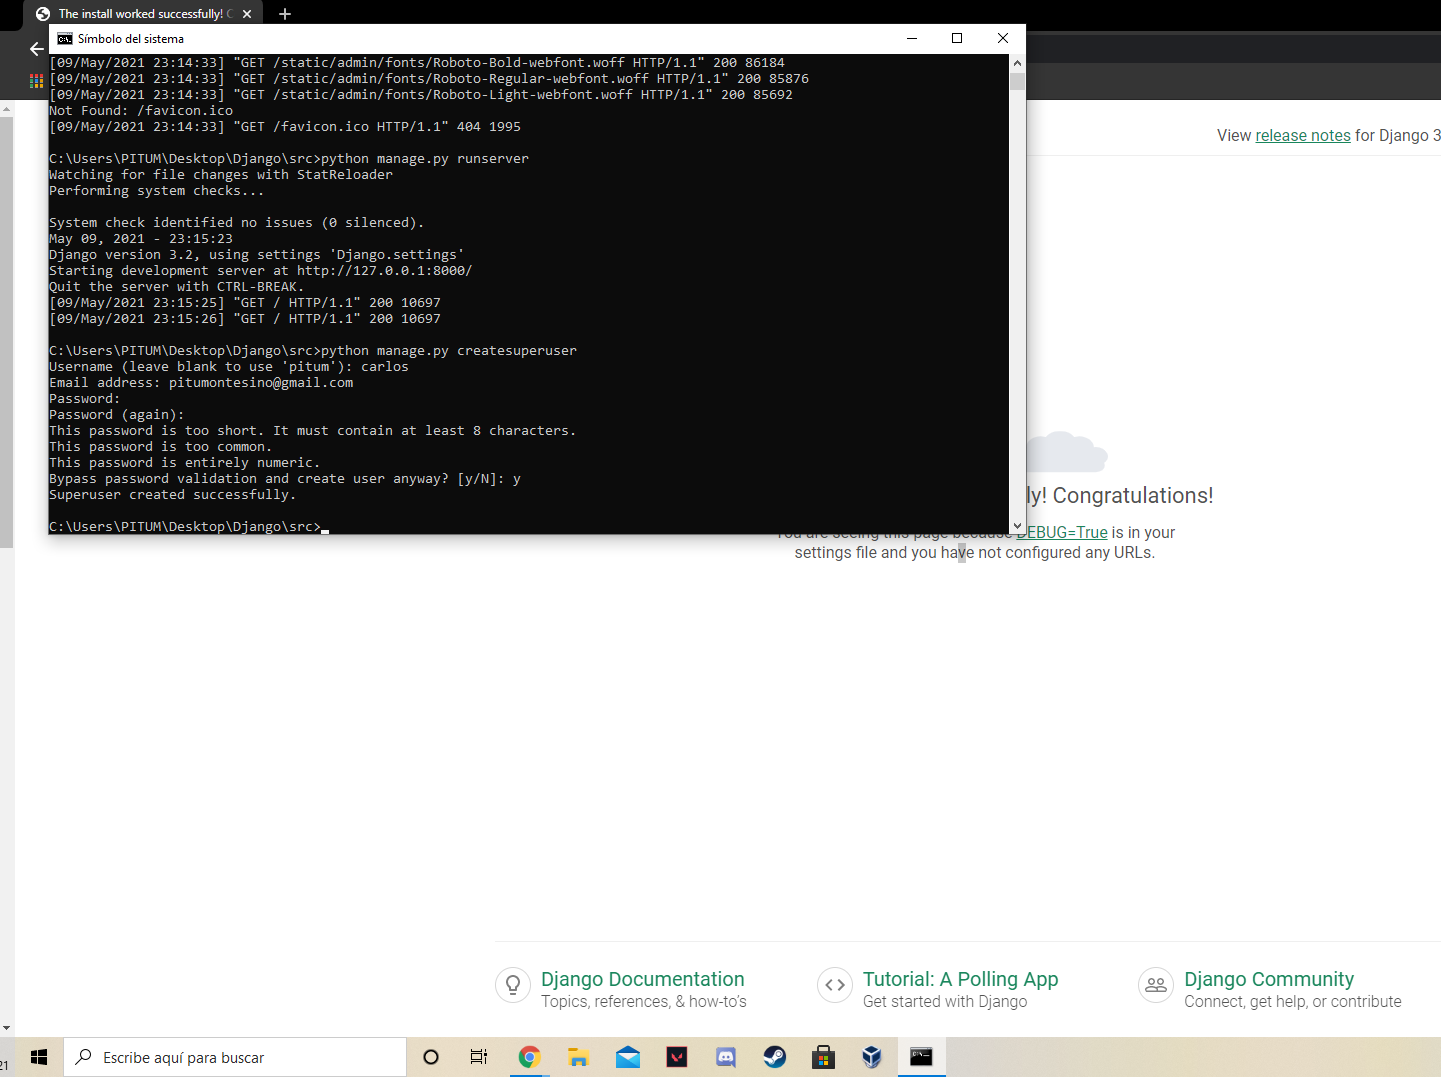 The install worked successfully! C
Símbolo del sistema
[09/May/2021 23:14:33] "GET /static/admin/fonts/Roboto-Bold-webfont.woff HTTP/1.1" 200 86184
[09/May/2021 23:14:33] "GET /static/admin/fonts/Roboto-Regular-webfont.woff HTTP/1.1" 200 85876
[09/May/2021 23:14:33] "GET /static/admin/fonts/Roboto-Light-webfont.woff HTTP/1.1" 200 85692
Not Found: /favicon.ico
[09/May/2021 23:14:33] "GET /favicon.ico HTTP/1.1" 404 1995
C:\Users\PITUM\Desktop\Django\src>python manage.py runserver
Watching for file changes with StatReloader
Performing system checks...
System check identified no issues (0 silenced).
May 09, 2021 - 23:15:23
Django version 3.2, using settings 'Django.settings'
Starting development server at http://127.0.0.1:8000/
Quit the server with CTRL-BREAK.
[09/May/2021 23:15:25] "GET / HTTP/1.1" 200 10697
[09/May/2021 23:15:26] "GET / HTTP/1.1" 200 10697
C:\Users\PITUM\Desktop\Django\src>python manage.py createsuperuser
Username (leave blank to use 'pitum'): carlos
Email address: pitumontesino@gmail.com
Password:
Password (again):
This password is too short. It must contain at least 8 characters.
This password is too common.
This password is entirely numeric.
Bypass password validation and create user anyway? [y/N]: y
Superuser created successfully.
C:\Users\PITUM\Desktop\Django\src>
View release notes for Django 3
ly! Congratulations!
You are seeing this page because DEBUG=True is in your
settings file and you have not configured any URLs.
Django Documentation
Topics, references, & how-to's
Tutorial: A Polling App
Get started with Django
Django Community
Connect, get help, or contribute
21
Escribe aquí para buscar